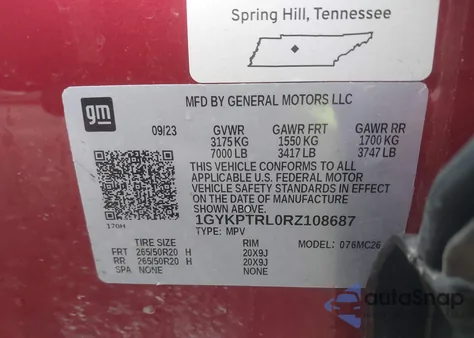 Spring Hill, Tennessee
gm
MFD BY GENERAL MOTORS LLC
09/23 GVWR GAWR FRT GAWR RR
3175 KG 1550 KG 1700 KG
7000 LB 3417 LB 3747 LB
THIS VEHICLE CONFORMS TO ALL
APPLICABLE U.S. FEDERAL MOTOR
VEHICLE SAFETY STANDARDS IN EFFECT
ON THE DATE OF MANUFACTURE
SHOWN ABOVE.
1GYKPTRL0RZ108687
170H TYPE: MPV
TIRE SIZE RIM MODEL: 076MC26
FRT 265/50R20 H 20X9J
RR 265/50R20 H 20X9J
SPA NONE NONE
autoSnap